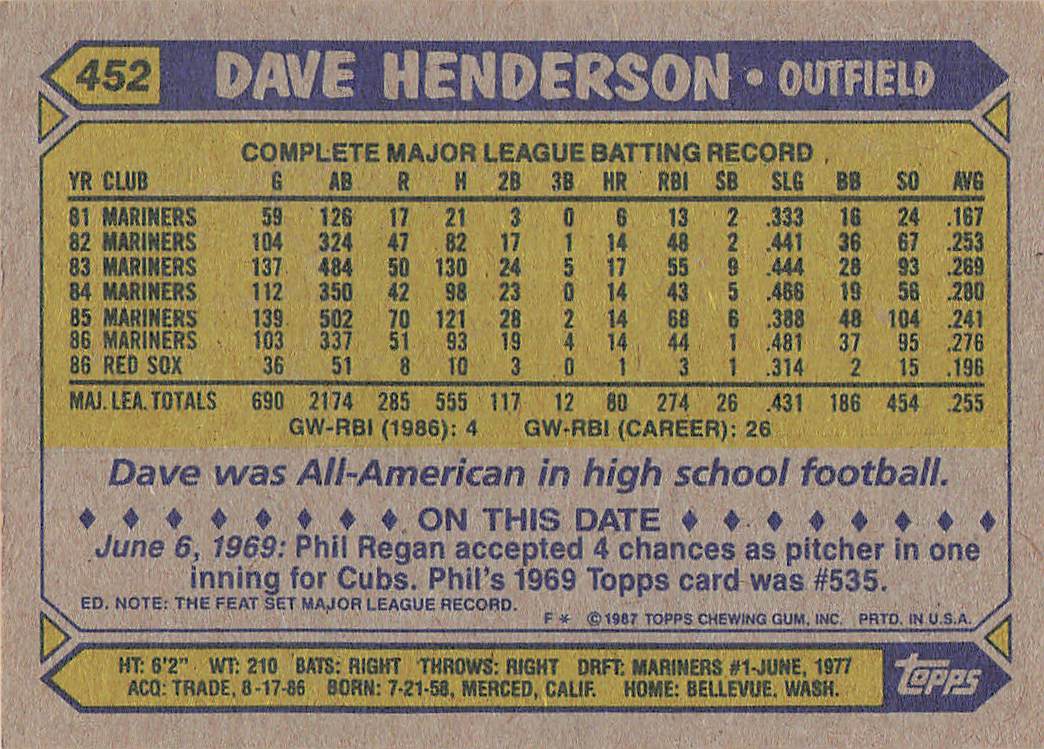 452 DAVE HENDERSON • OUTFIELD
COMPLETE MAJOR LEAGUE BATTING RECORD
YR CLUB G AB R H 2B 3B HR RBI SB SLG BB SO AVG
81 MARINERS 59 126 17 21 3 0 6 13 2 .333 16 24 .167
82 MARINERS 104 324 47 82 17 1 14 48 2 .441 36 67 .253
83 MARINERS 137 484 50 130 24 5 17 55 9 .444 28 93 .269
84 MARINERS 112 350 42 98 23 0 14 43 5 .466 19 56 .280
85 MARINERS 139 502 70 121 28 2 14 68 6 .388 48 104 .241
86 MARINERS 103 337 51 93 19 4 14 44 1 .481 37 95 .276
86 RED SOX 36 51 8 10 3 0 1 3 1 .314 2 15 .196
MAJ. LEA. TOTALS 690 2174 285 555 117 12 80 274 26 .431 186 454 .255
GW-RBI (1986): 4 GW-RBI (CAREER): 26
Dave was All-American in high school football.
♦ ♦ ♦ ♦ ♦ ♦ ♦ ♦ ON THIS DATE ♦ ♦ ♦ ♦ ♦ ♦ ♦ ♦
June 6, 1969: Phil Regan accepted 4 chances as pitcher in one
inning for Cubs. Phil's 1969 Topps card was #535.
ED. NOTE: THE FEAT SET MAJOR LEAGUE RECORD.
F * ©1987 TOPPS CHEWING GUM, INC. PRTD. IN U.S.A.
HT: 6'2" WT: 210 BATS: RIGHT THROWS: RIGHT DRFT: MARINERS #1-JUNE, 1977
ACQ: TRADE, 8-17-86 BORN: 7-21-58, MERCED, CALIF. HOME: BELLEVUE, WASH.
topps